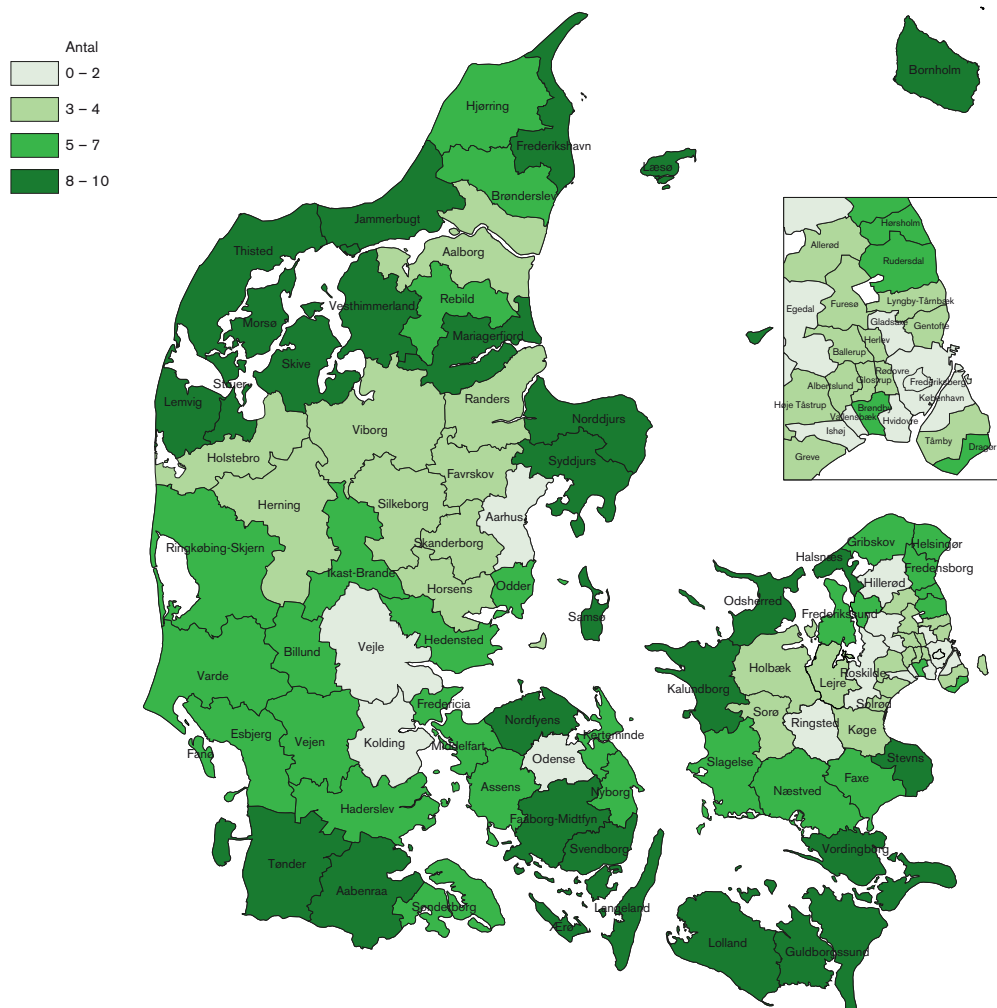 Antal
0 – 2
3 – 4
5 – 7
8 – 10
Bornholm
Hjørring
Frederikshavn
Læsø
Brønderslev
Jammerbugt
Thisted
Aalborg
Rebild
Vesthimmerland
Morsø
Mariagerfjord
Skive
Struer
Lemvig
Randers
Norddjurs
Viborg
Holstebro
Syddjurs
Favrskov
Herning
Silkeborg
Aarhus
Skanderborg
Ringkøbing-Skjern
Ikast-Brande
Horsens
Odder
Samsø
Hedensted
Vejle
Billund
Varde
Fredericia
Esbjerg
Vejen
Kolding
Fanø
Middelfart
Nordfyens
Kerteminde
Odense
Assens
Nyborg
Haderslev
Faaborg-Midtfyn
Svendborg
Tønder
Aabenraa
Sønderborg
Langeland
Ærø
Hørsholm
Allerød
Rudersdal
Egedal
Furesø
Lyngby-Tårnbæk
Gladsaxe
Gentofte
Herlev
Ballerup
Rødovre
Glostrup
Albertslund
Frederiksberg
København
Høje Tåstrup
Brøndby
Vallensbæk
Hvidovre
Ishøj
Tårnby
Dragør
Greve
Gribskov
Helsingør
Halsnæs
Fredensborg
Hillerød
Odsherred
Frederikssund
Holbæk
Roskilde
Lejre
Kalundborg
Solrød
Sorø
Ringsted
Køge
Stevns
Slagelse
Faxe
Næstved
Vordingborg
Lolland
Guldborgsund